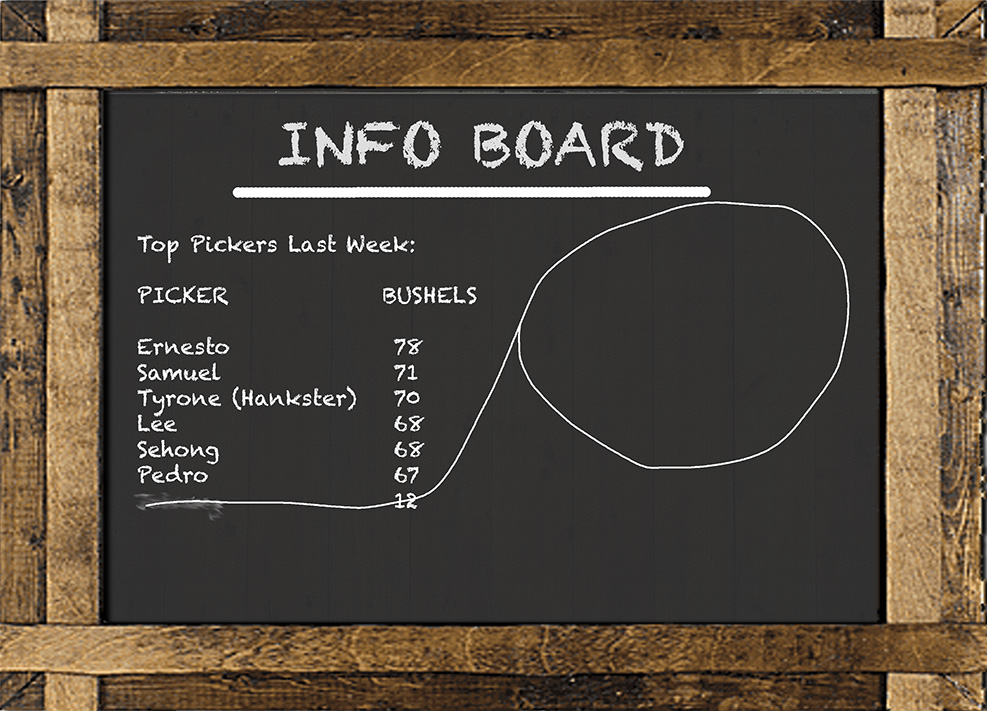 INFO BOARD
Top Pickers Last Week:
PICKER BUSHELS
Ernesto 78
Samuel 71
Tyrone (Hankster) 70
Lee 68
Sehong 68
Pedro 67
12